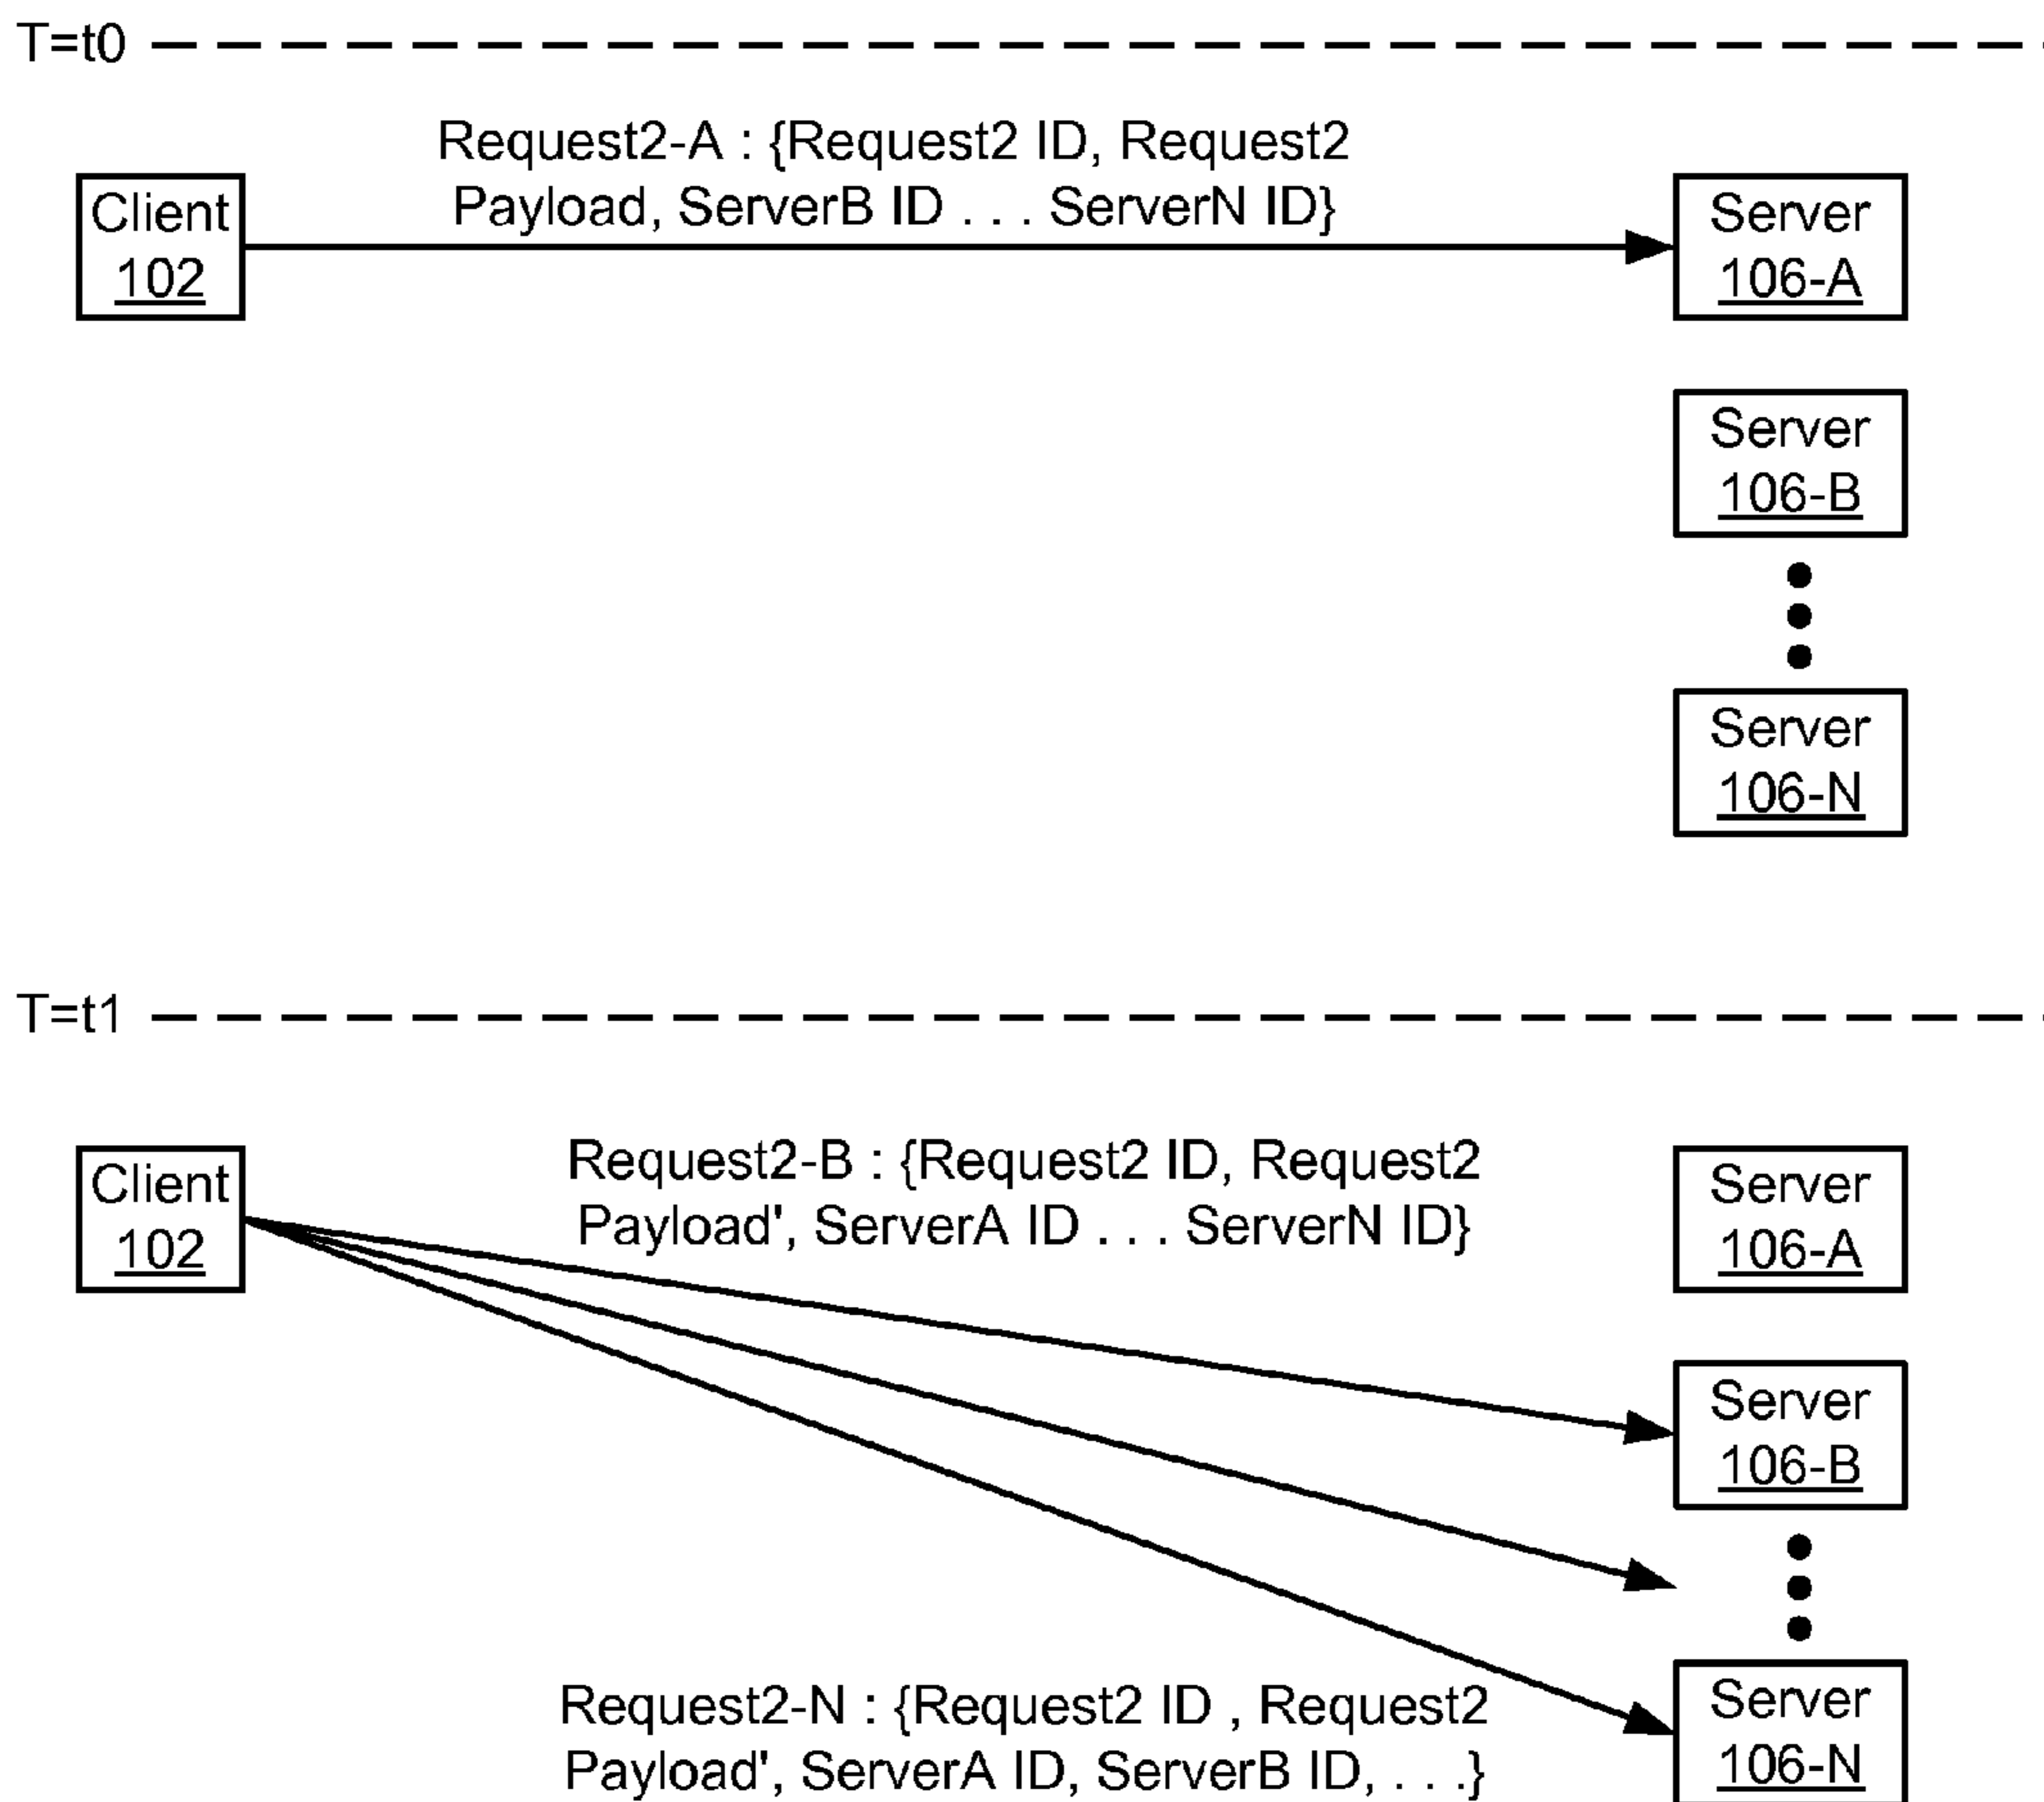 T=t0
Request2-A : {Request2 ID, Request2
Payload, ServerB ID . . . ServerN ID}
Client
102
Server
106-A
Server
106-B
Server
106-N
T=t1
Request2-B : {Request2 ID, Request2
Payload', ServerA ID . . . ServerN ID}
Client
102
Server
106-A
Server
106-B
Request2-N : {Request2 ID , Request2
Payload', ServerA ID, ServerB ID, . . .}
Server
106-N